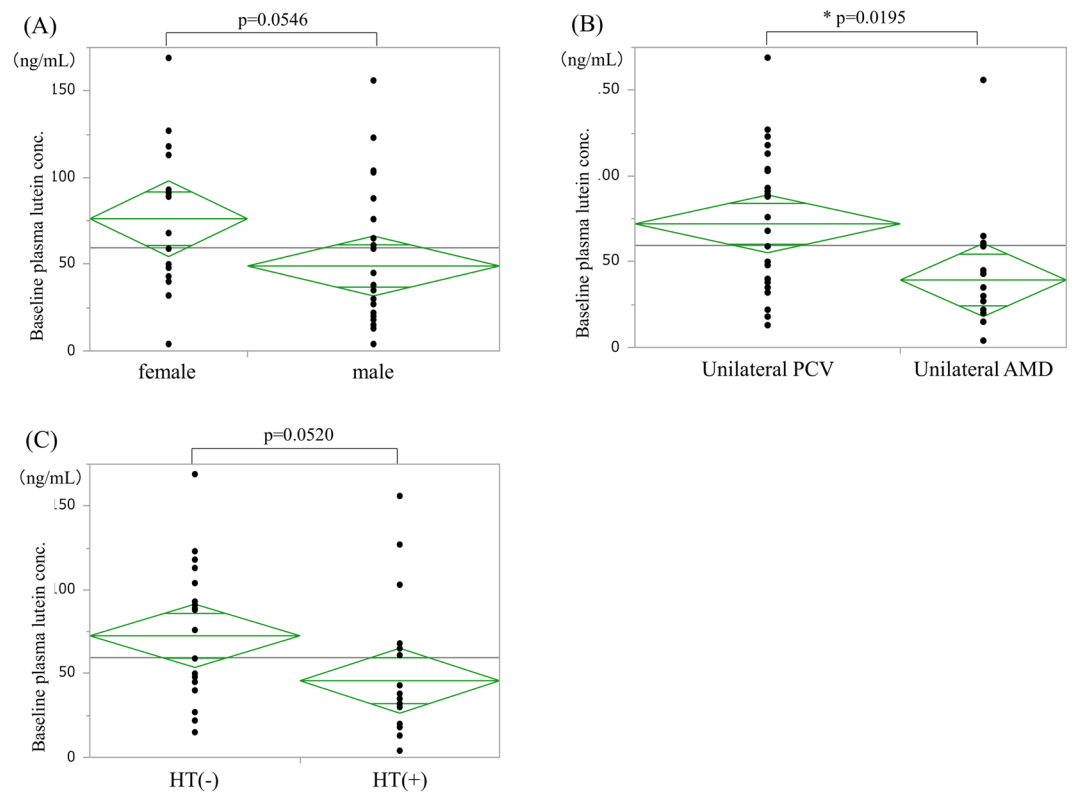 (A)
p=0.0546
(ng/mL)
150
100
50
0
Baseline plasma lutein conc.
female
male
(B)
* p=0.0195
(ng/mL)
.50
.00
50
0
Baseline plasma lutein conc.
Unilateral PCV
Unilateral AMD
(C)
p=0.0520
(ng/mL)
150
100
50
0
Baseline plasma lutein conc.
HT(-)
HT(+)